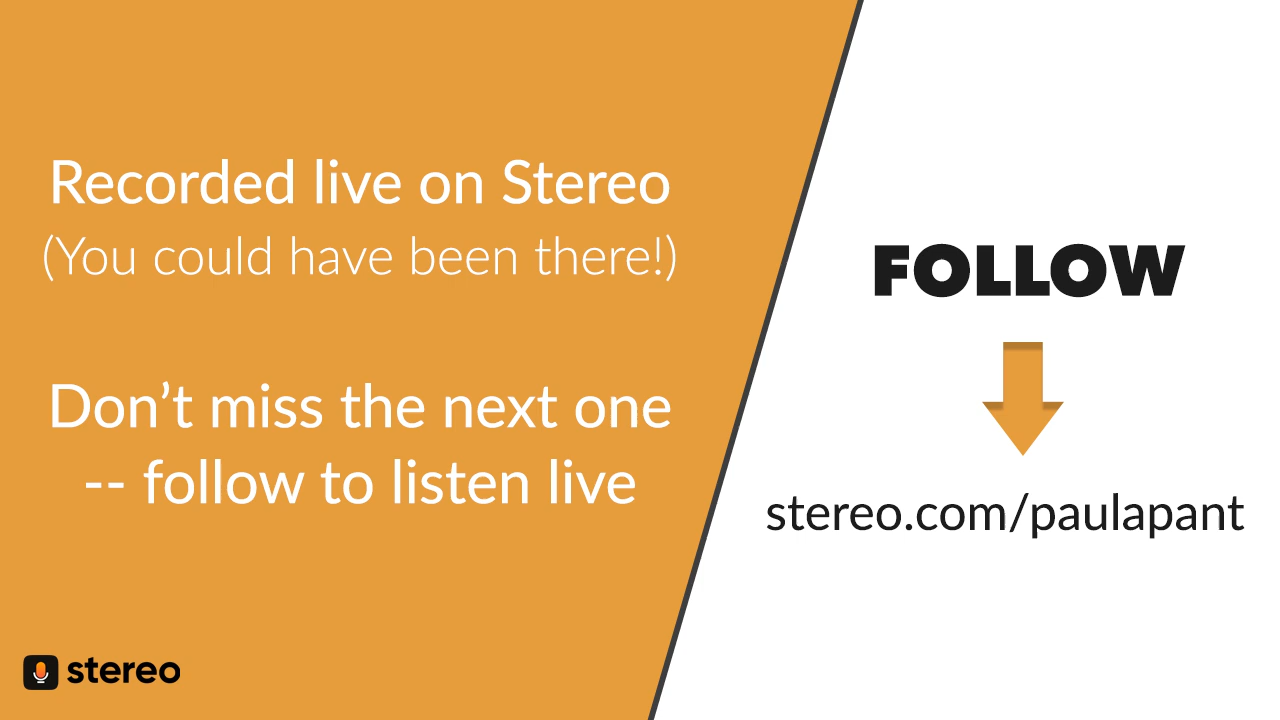 Recorded live on Stereo
(You could have been there!)
Don’t miss the next one
-- follow to listen live
stereo
FOLLOW
stereo.com/paulapant